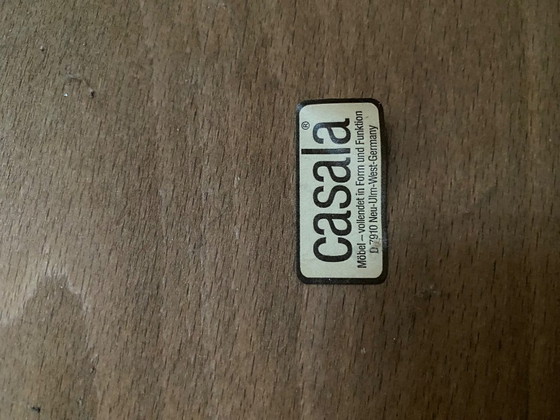 casala®
Möbel – vollendet in Form und Funktion
D-7910 Neu-Ulm-West-Germany